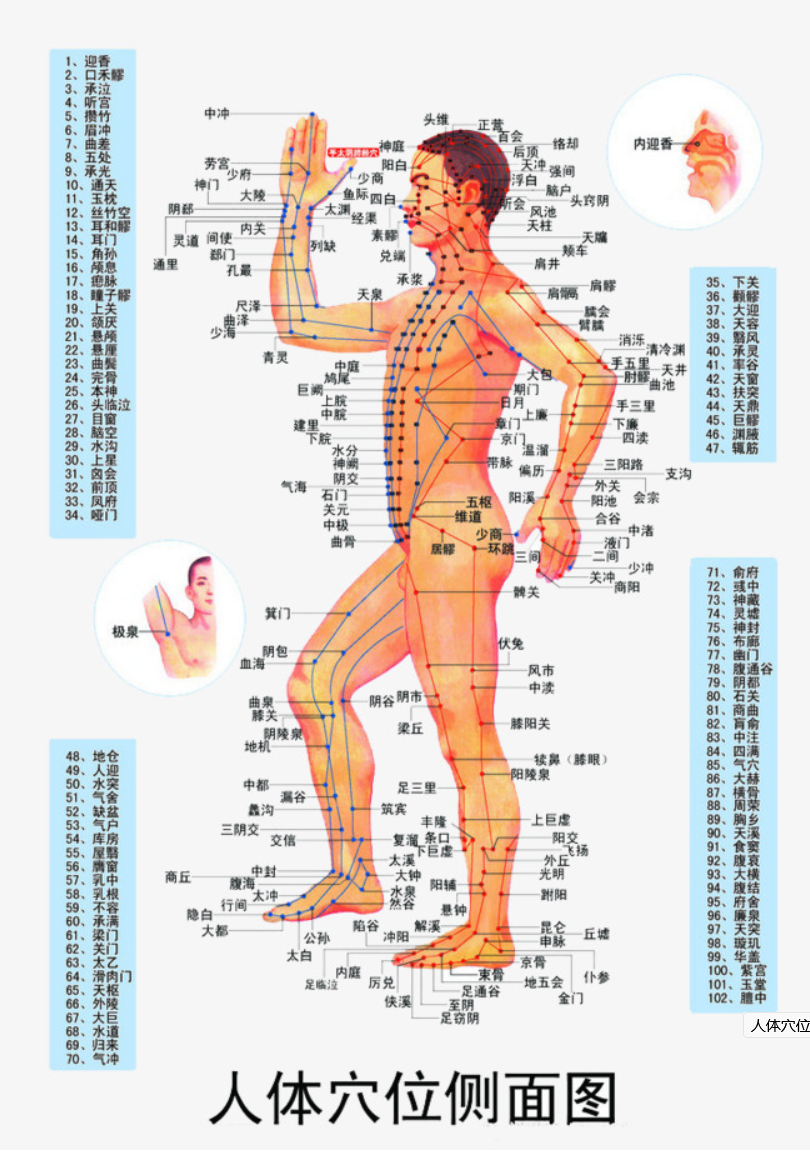 1、迎香
2、口禾髎
3、承泣
4、听宫
5、攒竹
6、眉冲
7、曲差
8、五处
9、承光
10、通天
11、玉枕
12、丝竹空
13、耳和髎
14、耳门
15、角孙
16、颅息
17、瘛脉
18、瞳子髎
19、上关
20、颔厌
21、悬颅
22、悬厘
23、曲鬓
24、完骨
25、本神
26、头临泣
27、目窗
28、脑空
29、水沟
30、上星
31、囟会
32、前顶
33、风府
34、哑门
中冲
手太阴肺经穴
劳宫
少府
神门
大陵
阴郄
灵道
通里
间使
内关
郄门
孔最
少商
鱼际
太渊
经渠
列缺
尺泽
曲泽
少海
青灵
天泉
头维
正营
百会
神庭
后顶
络却
阳白
天冲
强间
浮白
脑户
四白
听会
头窍阴
风池
天柱
素髎
兑端
承浆
天牖
颊车
肩井
内迎香
肩髎
肩髃
臑会
臂臑
消泺
清冷渊
手五里
天井
肘髎
曲池
手三里
上廉
下廉
四渎
温溜
偏历
三阳路
支沟
外关
会宗
阳溪
阳池
合谷
中渚
液门
少商
三间
二间
少冲
关冲
商阳
中庭
鸠尾
巨阙
上脘
中脘
建里
下脘
水分
神阙
阴交
气海
石门
关元
中极
曲骨
大包
期门
日月
章门
京门
带脉
五枢
维道
居髎
环跳
髀关
35、下关
36、颧髎
37、大迎
38、天容
39、翳风
40、承灵
41、率谷
42、天窗
43、扶突
44、天鼎
45、巨髎
46、渊腋
47、辄筋
极泉
箕门
阴包
血海
曲泉
膝关
阴陵泉
地机
中都
漏谷
蠡沟
三阴交
交信
阴谷
筑宾
复溜
太溪
大钟
水泉
然谷
商丘
中封
腹海
太冲
行间
隐白
大都
太白
公孙
伏兔
风市
中渎
阴市
梁丘
膝阳关
犊鼻（膝眼）
阳陵泉
足三里
上巨虚
丰隆
条口
下巨虚
阳交
飞扬
外丘
光明
阳辅
跗阳
悬钟
解溪
昆仑
丘墟
申脉
陷谷
冲阳
足临泣
内庭
厉兑
侠溪
京骨
束骨
足通谷
至阴
足窍阴
地五会
金门
仆参
48、地仓
49、人迎
50、水突
51、气舍
52、缺盆
53、气户
54、库房
55、屋翳
56、膺窗
57、乳中
58、乳根
59、不容
60、承满
61、梁门
62、关门
63、太乙
64、滑肉门
65、天枢
66、外陵
67、大巨
68、水道
69、归来
70、气冲
71、俞府
72、彧中
73、神藏
74、灵墟
75、神封
76、布廊
77、幽门
78、腹通谷
79、阴都
80、石关
81、商曲
82、肓俞
83、中注
84、四满
85、气穴
86、大赫
87、横骨
88、周荣
89、胸乡
90、天溪
91、食窦
92、腹哀
93、大横
94、腹结
95、府舍
96、廉泉
97、天突
98、璇玑
99、华盖
100、紫宫
101、玉堂
102、膻中
人体穴位
人体穴位侧面图